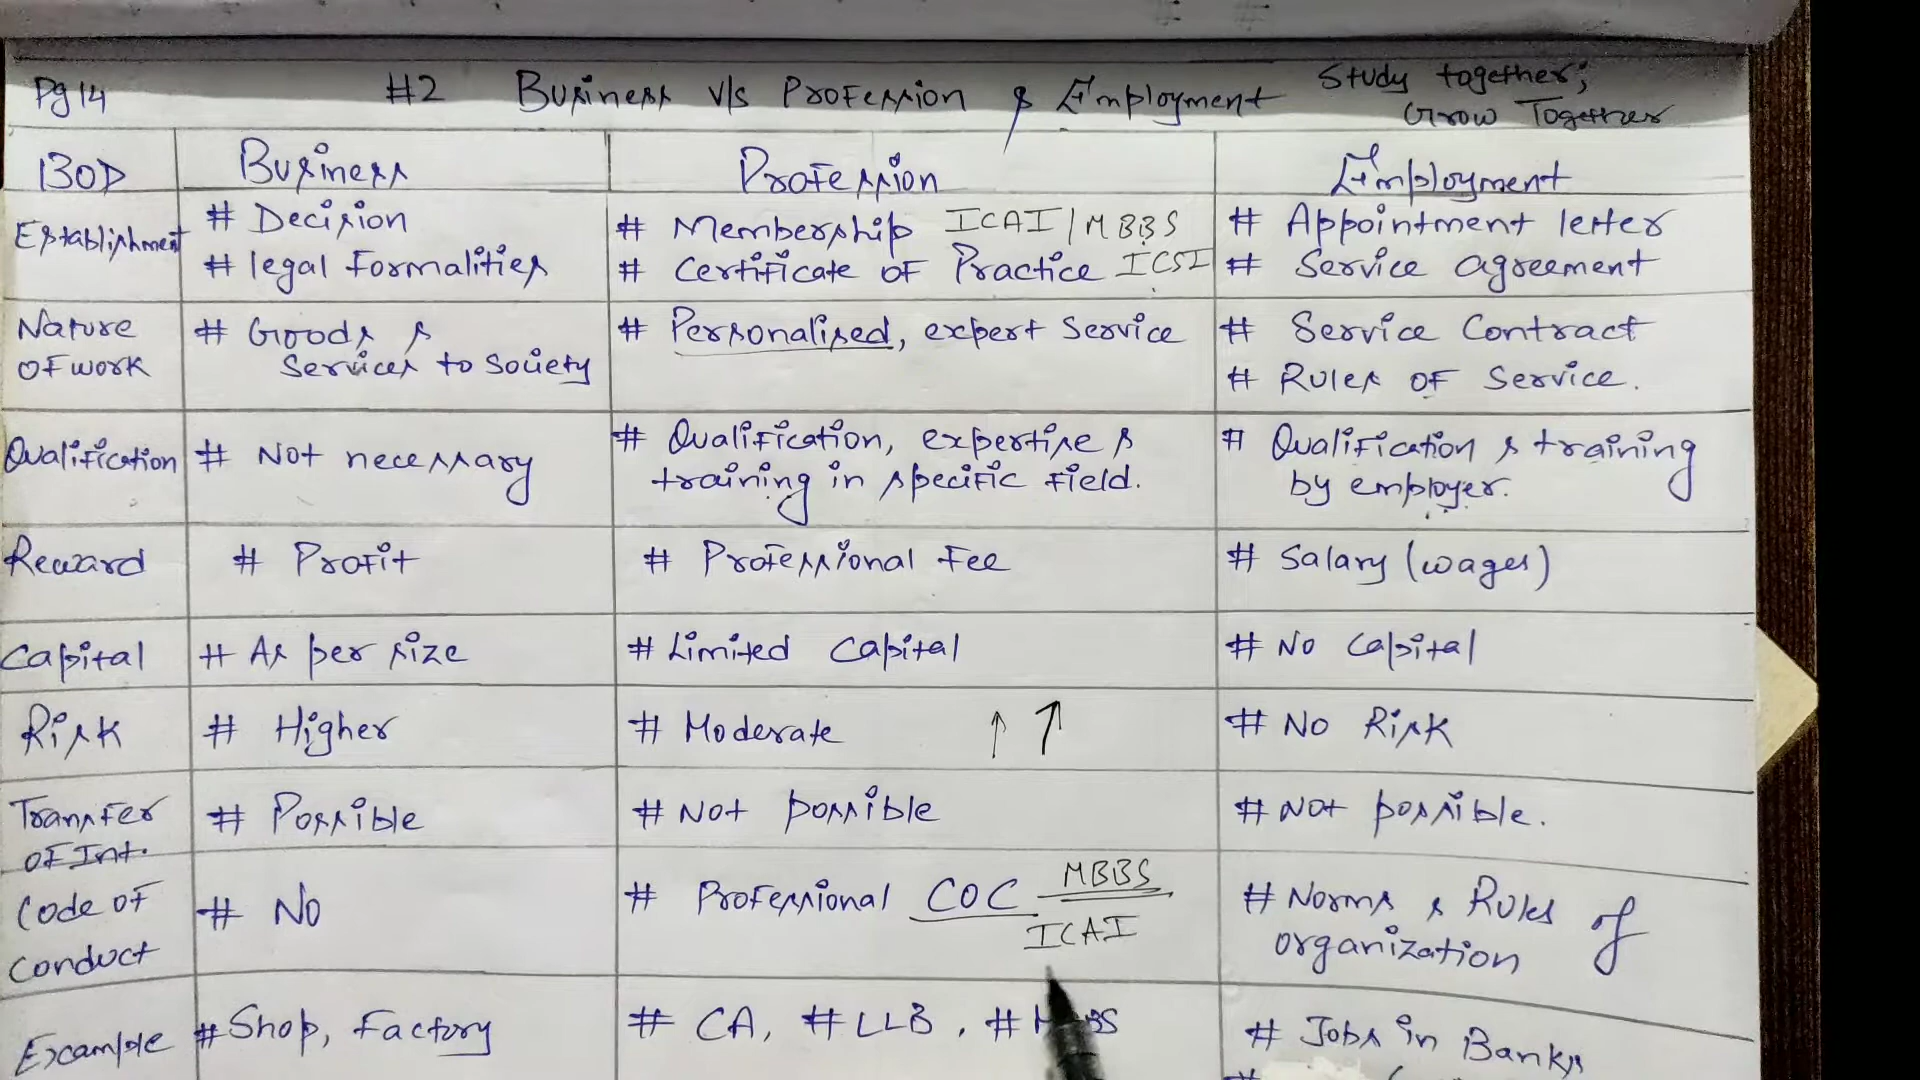 Pg 14 #2 Business v/s Profession & Employment Study together;
Grow Together
BOD Business Profession Employment
Establishment # Decision # Membership ICAI / MBBS # Appointment letter
# legal formalities # Certificate of Practice ICSI # Service agreement
Nature # Goods & # Personalised, expert Service # Service Contract
of work Services to Society # Rules of Service.
Qualification # Not necessary # Qualification, expertise & # Qualification & training
training in specific field. by employer.
Reward # Profit # Professional Fee # Salary (wages)
Capital # As per size # Limited Capital # No Capital
Risk # Higher # Moderate ↑ ↑ # No Risk
Transfer # Possible # Not possible # Not possible.
of Int.
Code of # No # Professional COC MBBS # Norms & Rules of
conduct ICAI organization
Example # Shop, Factory # CA, # LLB, # # Jobs in Banks